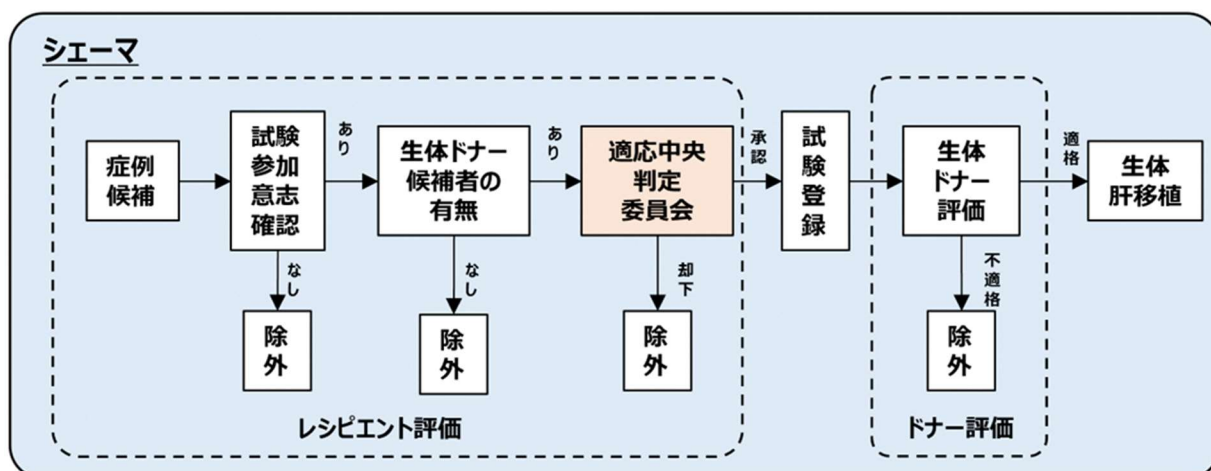 シェーマ
症例
候補
試験
参加
意志
確認
あり
生体ドナー
候補者の
有無
あり
適応中央
判定
委員会
承認
試験登録
生体
ドナー
評価
適格
生体
肝移植
なし
除外
なし
除外
却下
除外
不適格
除外
レシピエント評価
ドナー評価